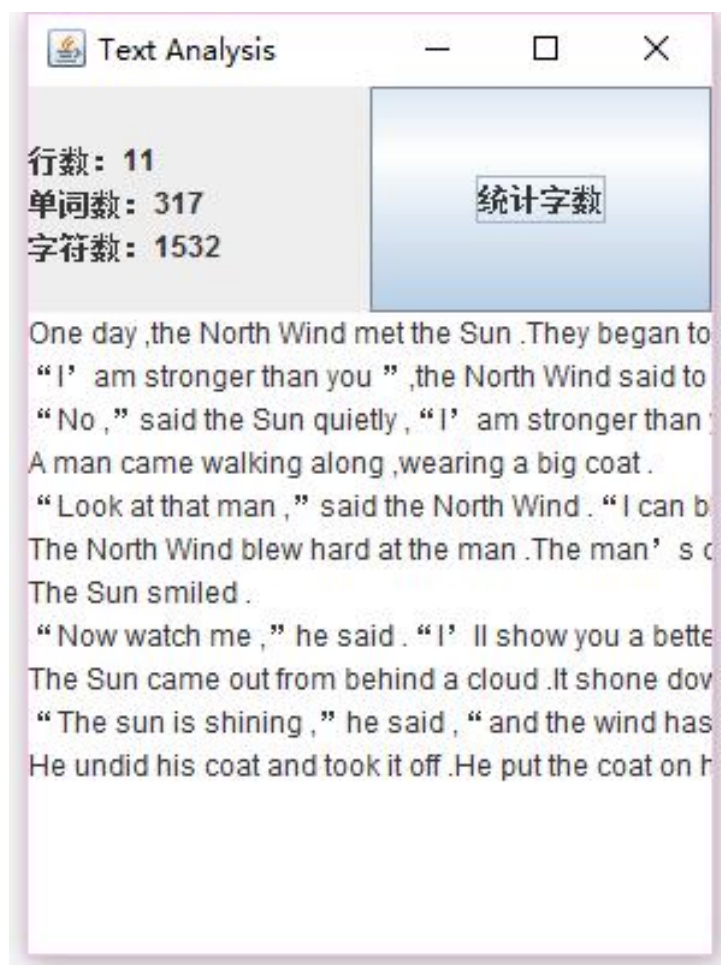 Text Analysis
行数：11
单词数：317
字符数：1532
统计字数
One day ,the North Wind met the Sun .They began to
“I’ am stronger than you ” ,the North Wind said to
“No ,” said the Sun quietly , “I’ am stronger than
A man came walking along ,wearing a big coat .
“Look at that man ,” said the North Wind . “I can
The North Wind blew hard at the man .The man’ s
The Sun smiled .
“Now watch me ,” he said . “I’ ll show you a
The Sun came out from behind a cloud .It shone
“The sun is shining ,” he said , “and the wind has
He undid his coat and took it off .He put the coat on